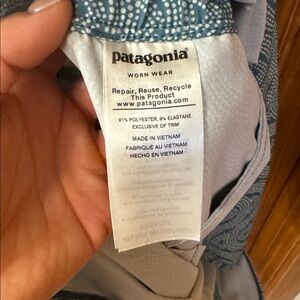 patagonia
WORN WEAR
Repair, Reuse, Recycle
This Product
www.patagonia.com
91% POLYESTER, 9% ELASTANE
EXCLUSIVE OF TRIM
MADE IN VIETNAM
FABRIQUÉ AU VIETNAM
HECHO EN VIETNAM